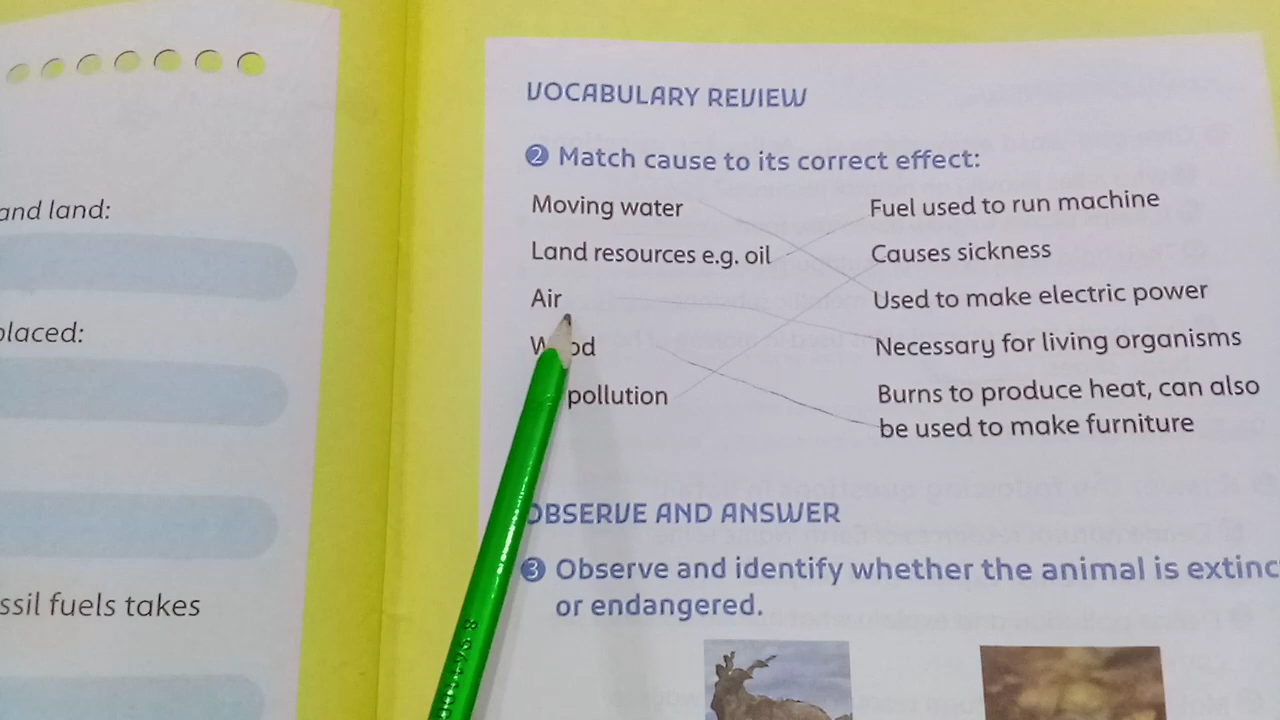 and land:
placed:
ssil fuels takes
VOCABULARY REVIEW
2 Match cause to its correct effect:
Moving water
Fuel used to run machine
Land resources e.g. oil
Causes sickness
Air
Used to make electric power
Necessary for living organisms
pollution
Burns to produce heat, can also
be used to make furniture
OBSERVE AND ANSWER
3 Observe and identify whether the animal is extinc
or endangered.